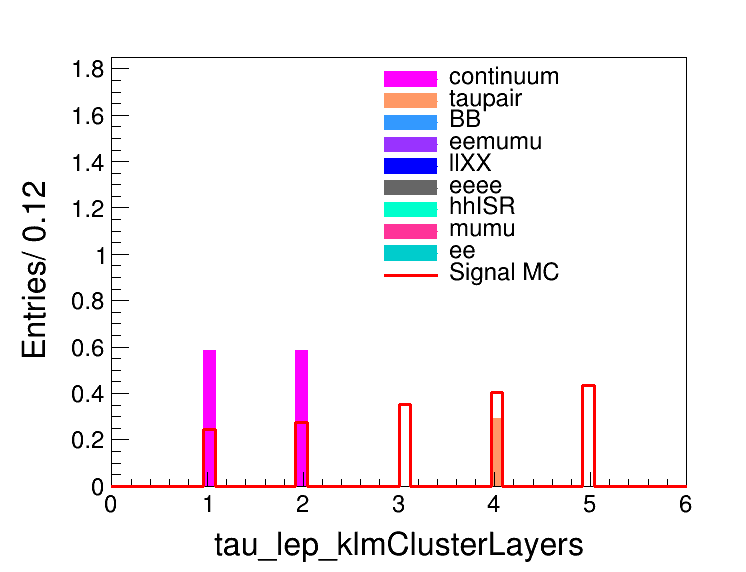 continuum
taupair
BB
eemumu
llXX
eeee
hhISR
mumu
ee
Signal MC
Entries/ 0.12
1.8
1.6
1.4
1.2
1
0.8
0.6
0.4
0.2
0
0 1 2 3 4 5 6
tau_lep_klmClusterLayers